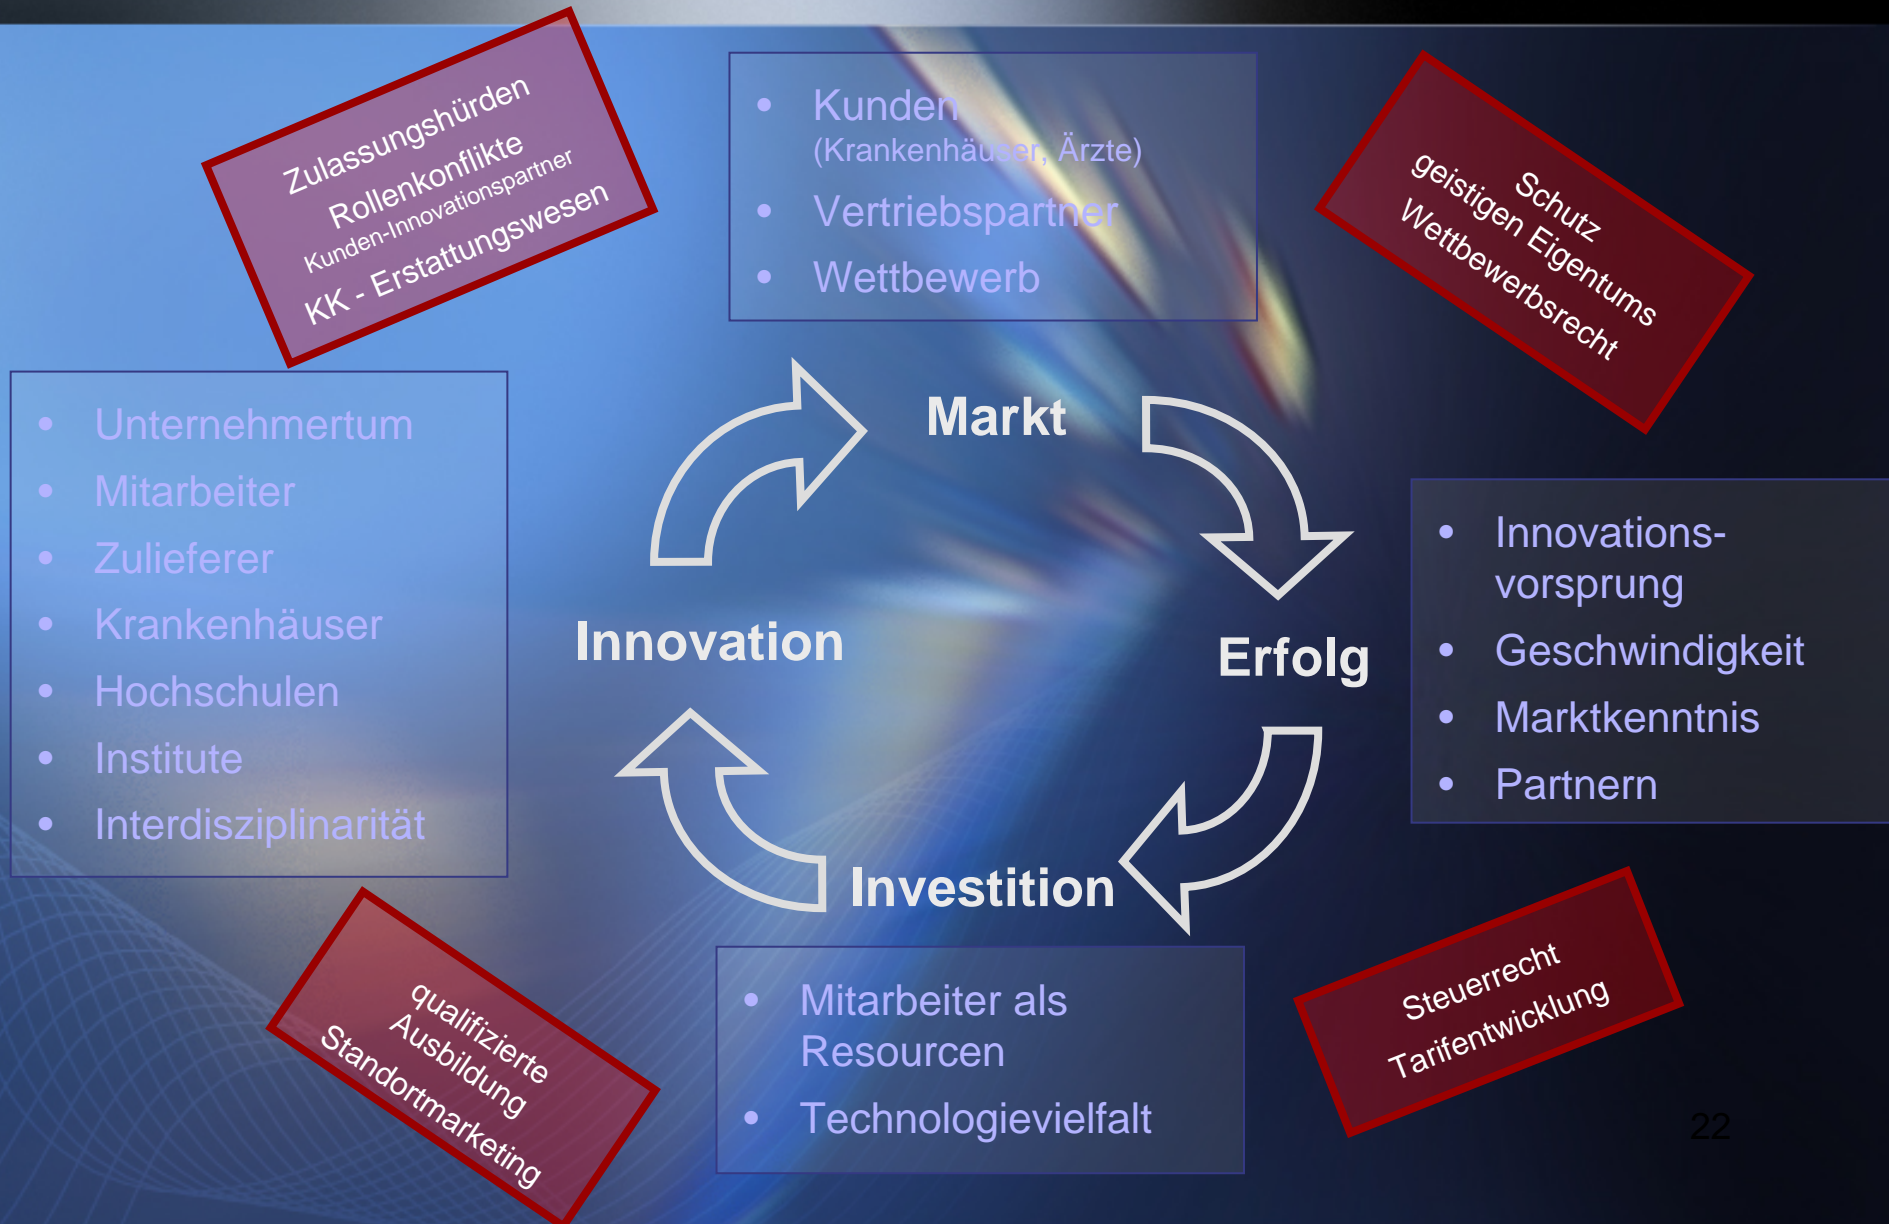 Zulassungshürden
Rollenkonflikte
Kunden-Innovationspartner
KK - Erstattungswesen
• Kunden
(Krankenhäuser, Ärzte)
• Vertriebspartner
• Wettbewerb
Schutz
geistigen Eigentums
Wettbewerbsrecht
• Unternehmertum
• Mitarbeiter
• Zulieferer
• Krankenhäuser
• Hochschulen
• Institute
• Interdisziplinarität
Markt
Innovation
Erfolg
Investition
• Innovations-
vorsprung
• Geschwindigkeit
• Marktkenntnis
• Partnern
qualifizierte
Ausbildung
Standortmarketing
• Mitarbeiter als
Resourcen
• Technologievielfalt
Steuerrecht
Tarifentwicklung
22